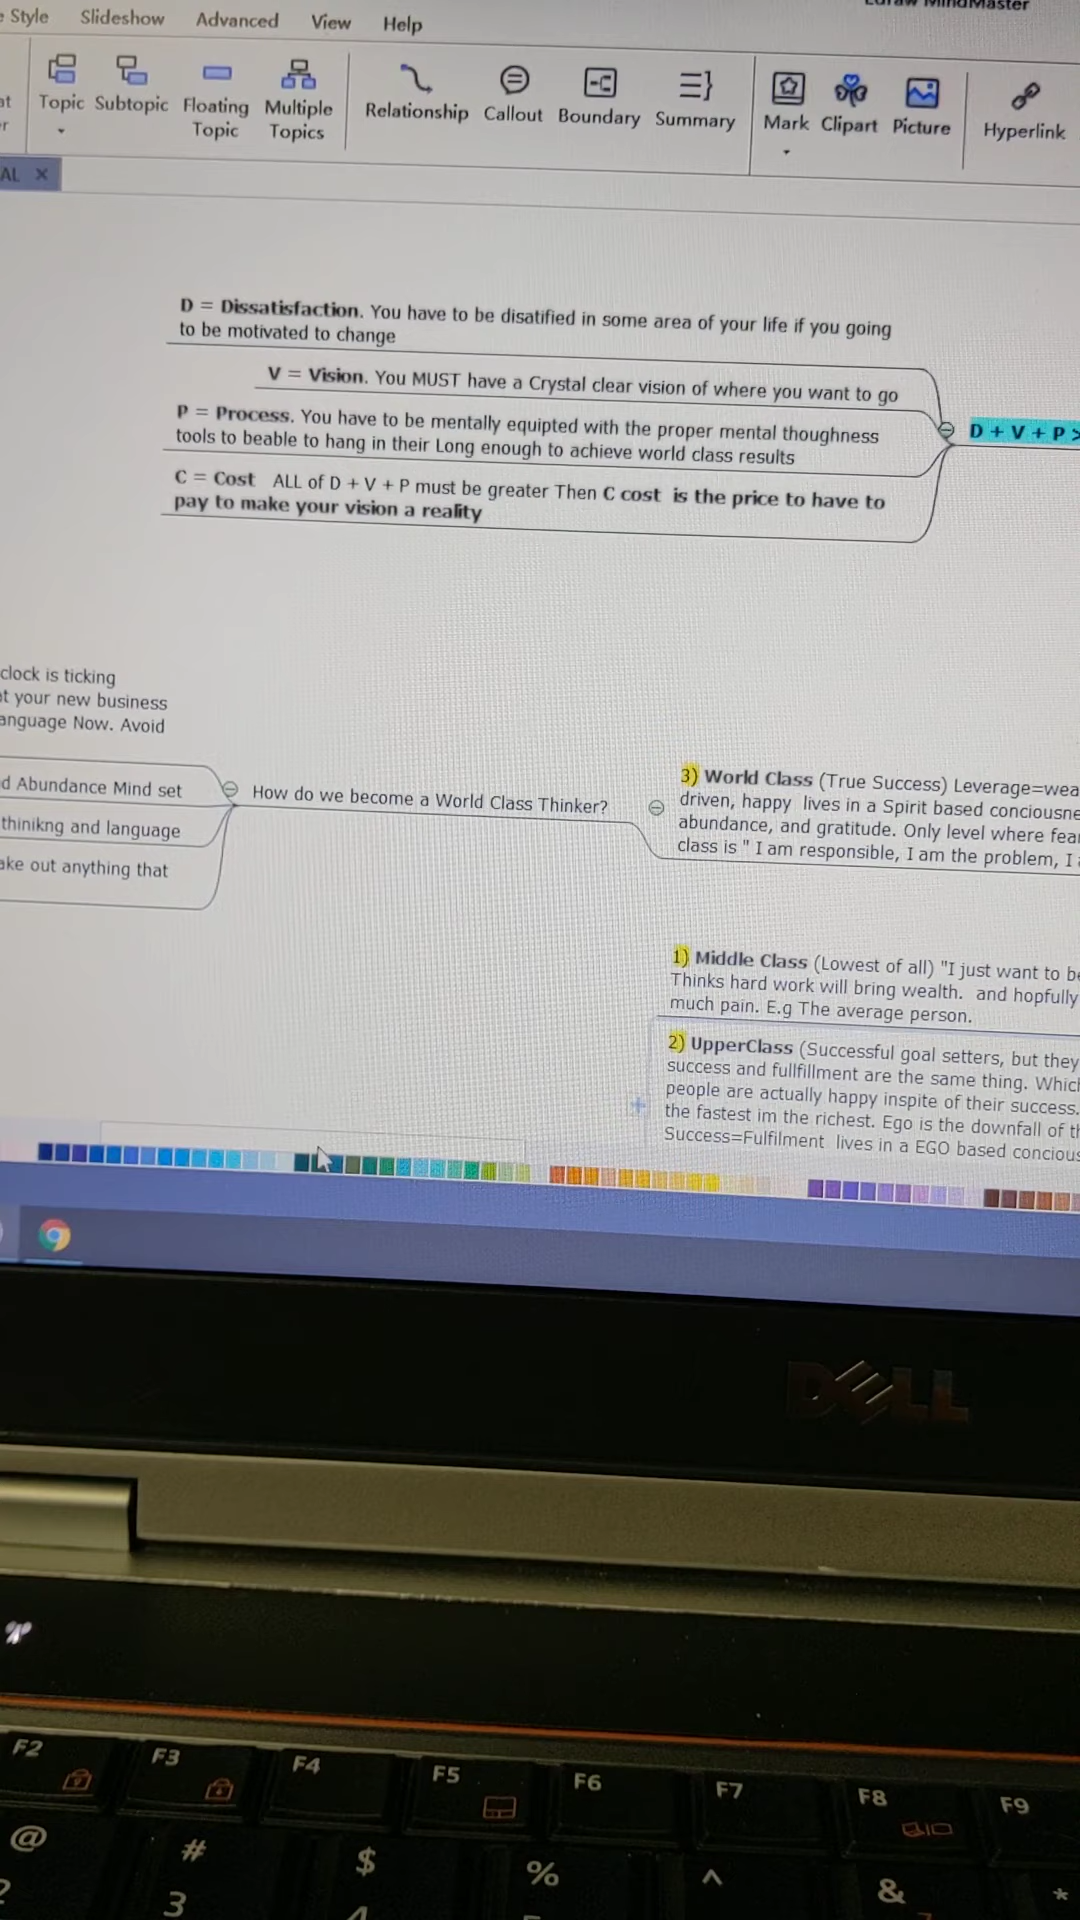 Edraw MindMaster
Style Slideshow Advanced View Help
Topic Subtopic Floating Topic Multiple Topics Relationship Callout Boundary Summary Mark Clipart Picture Hyperlink
AL ×
D = Dissatisfaction. You have to be disatified in some area of your life if you going
to be motivated to change
V = Vision. You MUST have a Crystal clear vision of where you want to go
P = Process. You have to be mentally equipted with the proper mental thoughness
tools to beable to hang in their Long enough to achieve world class results
C = Cost ALL of D + V + P must be greater Then C cost is the price to have to
pay to make your vision a reality
D + V + P >
clock is ticking
your new business
Now. Avoid
Abundance Mind set
thinikng and language
out anything that
How do we become a World Class Thinker?
3) World Class (True Success) Leverage=wea
driven, happy lives in a Spirit based conciousne
abundance, and gratitude. Only level where fear
class is " I am responsible, I am the problem, I
1) Middle Class (Lowest of all) "I just want to be
Thinks hard work will bring wealth. and hopfully
much pain. E.g The average person.
2) UpperClass (Successful goal setters, but they
success and fullfillment are the same thing. Which
people are actually happy inspite of their success.
the fastest im the richest. Ego is the downfall of
Success=Fulfilment lives in a EGO based concious
DELL
F2 F3 F4 F5 F6 F7 F8 F9
@ # $ % ^ & *
3